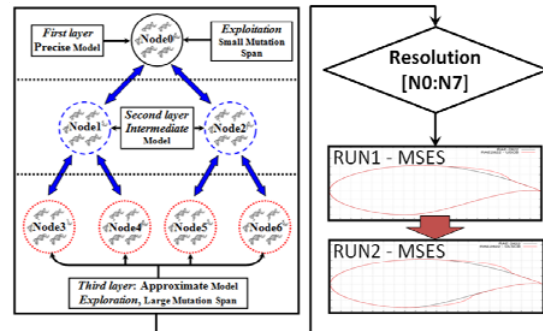 First layer
Precise Model
Node0
Exploitation
Small Mutation
Span
Node1
Second layer
Intermediate
Model
Node2
Node3
Node4
Node5
Node6
Third layer: Approximate Model
Exploration, Large Mutation Span
Resolution
[N0:N7]
RUN1 - MSES
RUN2 - MSES